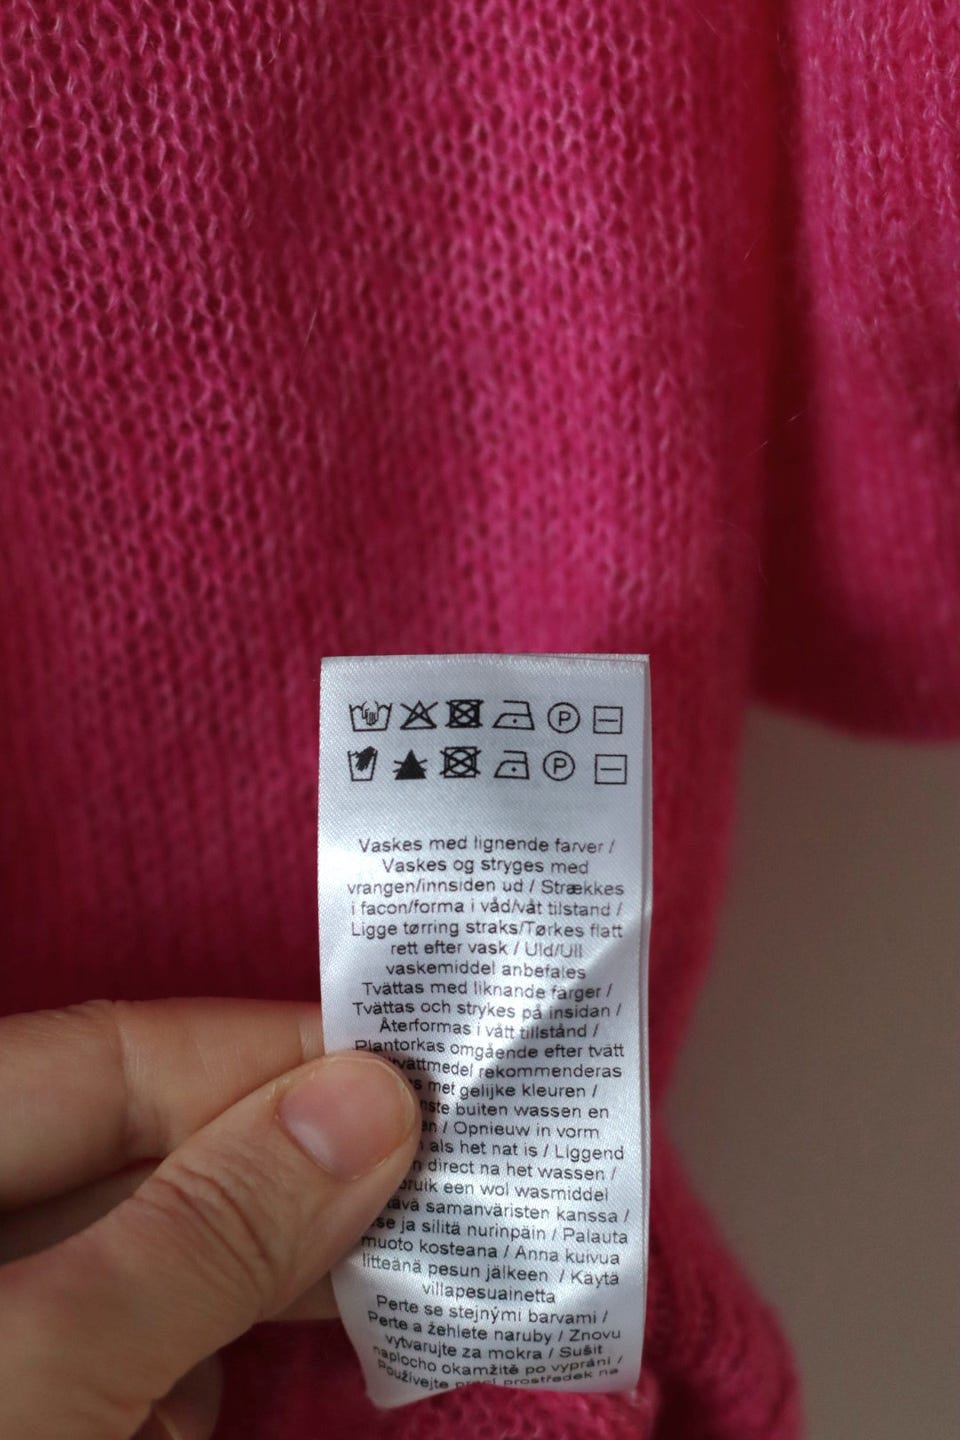 P
P
Vaskes med lignende farver /
Vaskes og stryges med
vrangen/innsiden ud / Strækkes
i facon/forma i våd/våt tilstand /
Ligge tørring straks/Tørkes flatt
rett efter vask / Uld/Ull
vaskemiddel anbefales
Tvättas med liknande färger /
Tvättas och strykes på insidan /
Återformas i vått tillstånd /
Plantorkas omgående efter tvätt
rekommenderas
met gelijke kleuren /
buiten wassen en
/ Opnieuw in vorm
als het nat is / Liggend
direct na het wassen /
een wol wasmiddel
samanväristen kanssa /
ja silitä nurinpäin / Palauta
muoto kosteana / Anna kuivua
litteänä pesun jälkeen / Käytä
villapesuainetta
Perte se stejnými barvami /
Perte a žehlete naruby / Znovu
vytvarujte za mokra / Sušit
naplocho okamžitě po vyprání /
Používejte prací prostředek na